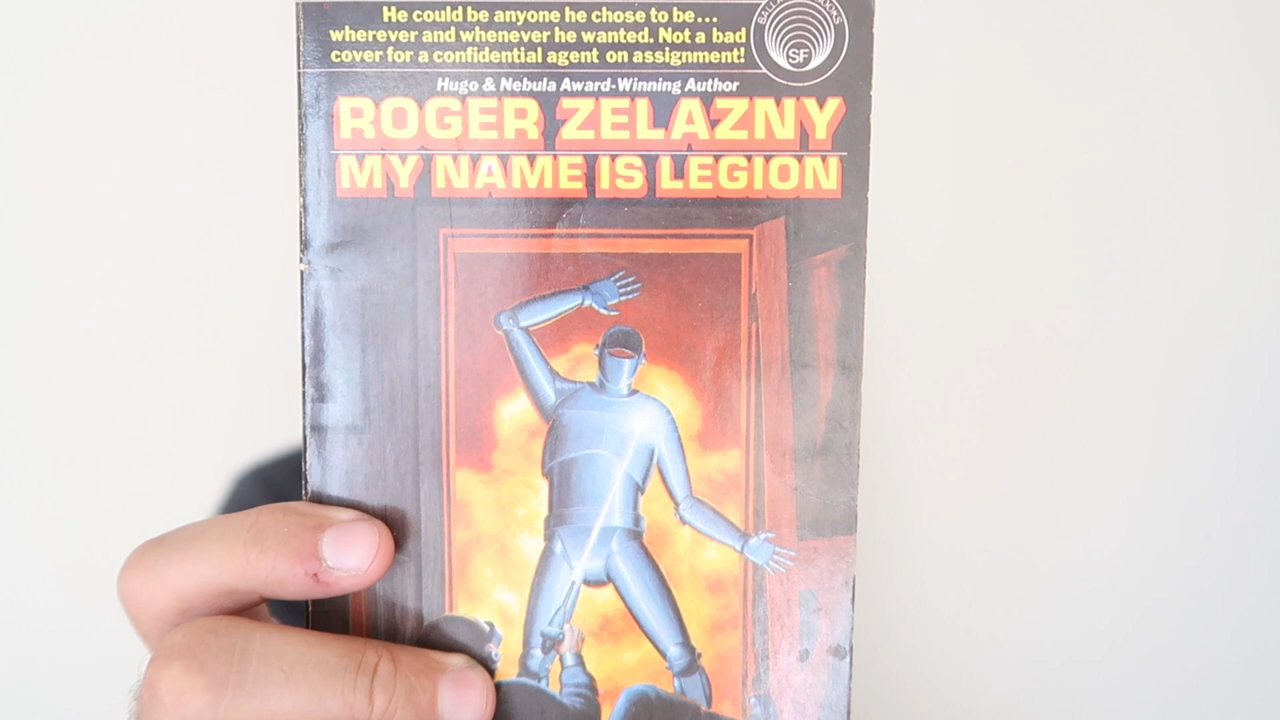 He could be anyone he chose to be...
wherever and whenever he wanted. Not a bad
cover for a confidential agent on assignment!
SF
Hugo & Nebula Award-Winning Author
ROGER ZELAZNY
MY NAME IS LEGION